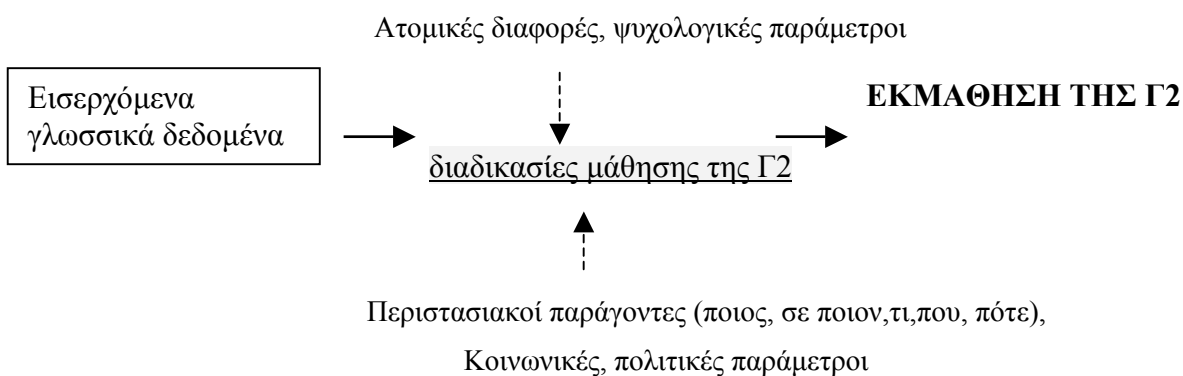 Ατομικές διαφορές, ψυχολογικές παράμετροι
Εισερχόμενα
γλωσσικά δεδομένα
ΕΚΜΑΘΗΣΗ ΤΗΣ Γ2
διαδικασίες μάθησης της Γ2
Περιστασιακοί παράγοντες (ποιος, σε ποιον,τι,που, πότε),
Κοινωνικές, πολιτικές παράμετροι